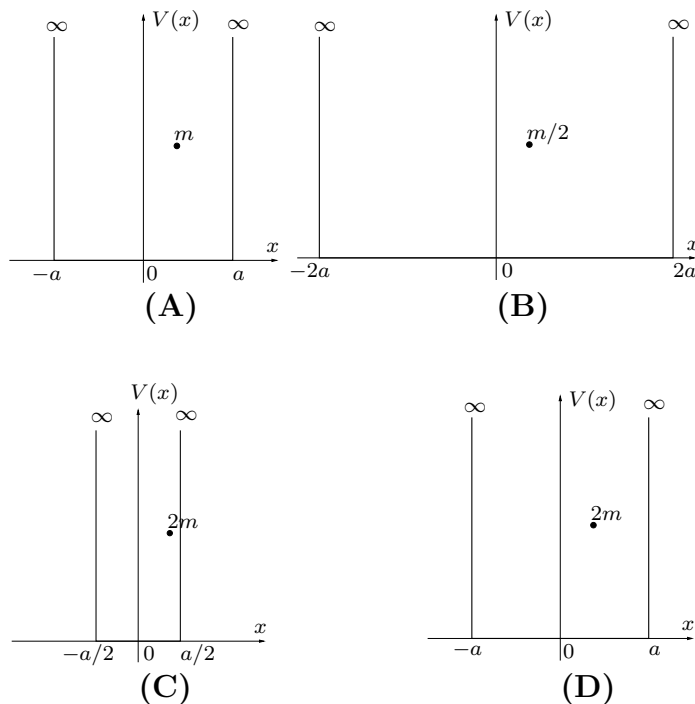 ∞ V(x) ∞
m
x
−a 0 a
(A)
∞ V(x) ∞
m/2
x
−2a 0 2a
(B)
V(x)
∞ ∞
2m
x
−a/2 0 a/2
(C)
∞ V(x) ∞
2m
x
−a 0 a
(D)